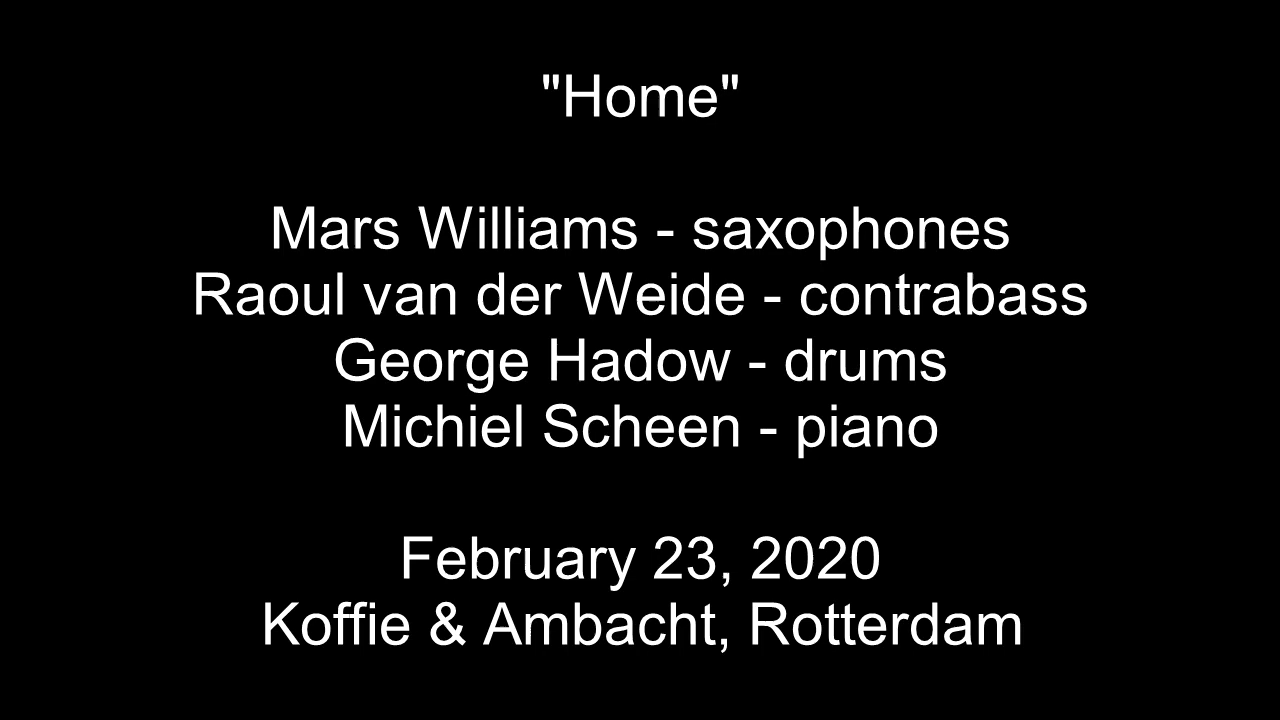 "Home"
Mars Williams - saxophones
Raoul van der Weide - contrabass
George Hadow - drums
Michiel Scheen - piano
February 23, 2020
Koffie & Ambacht, Rotterdam